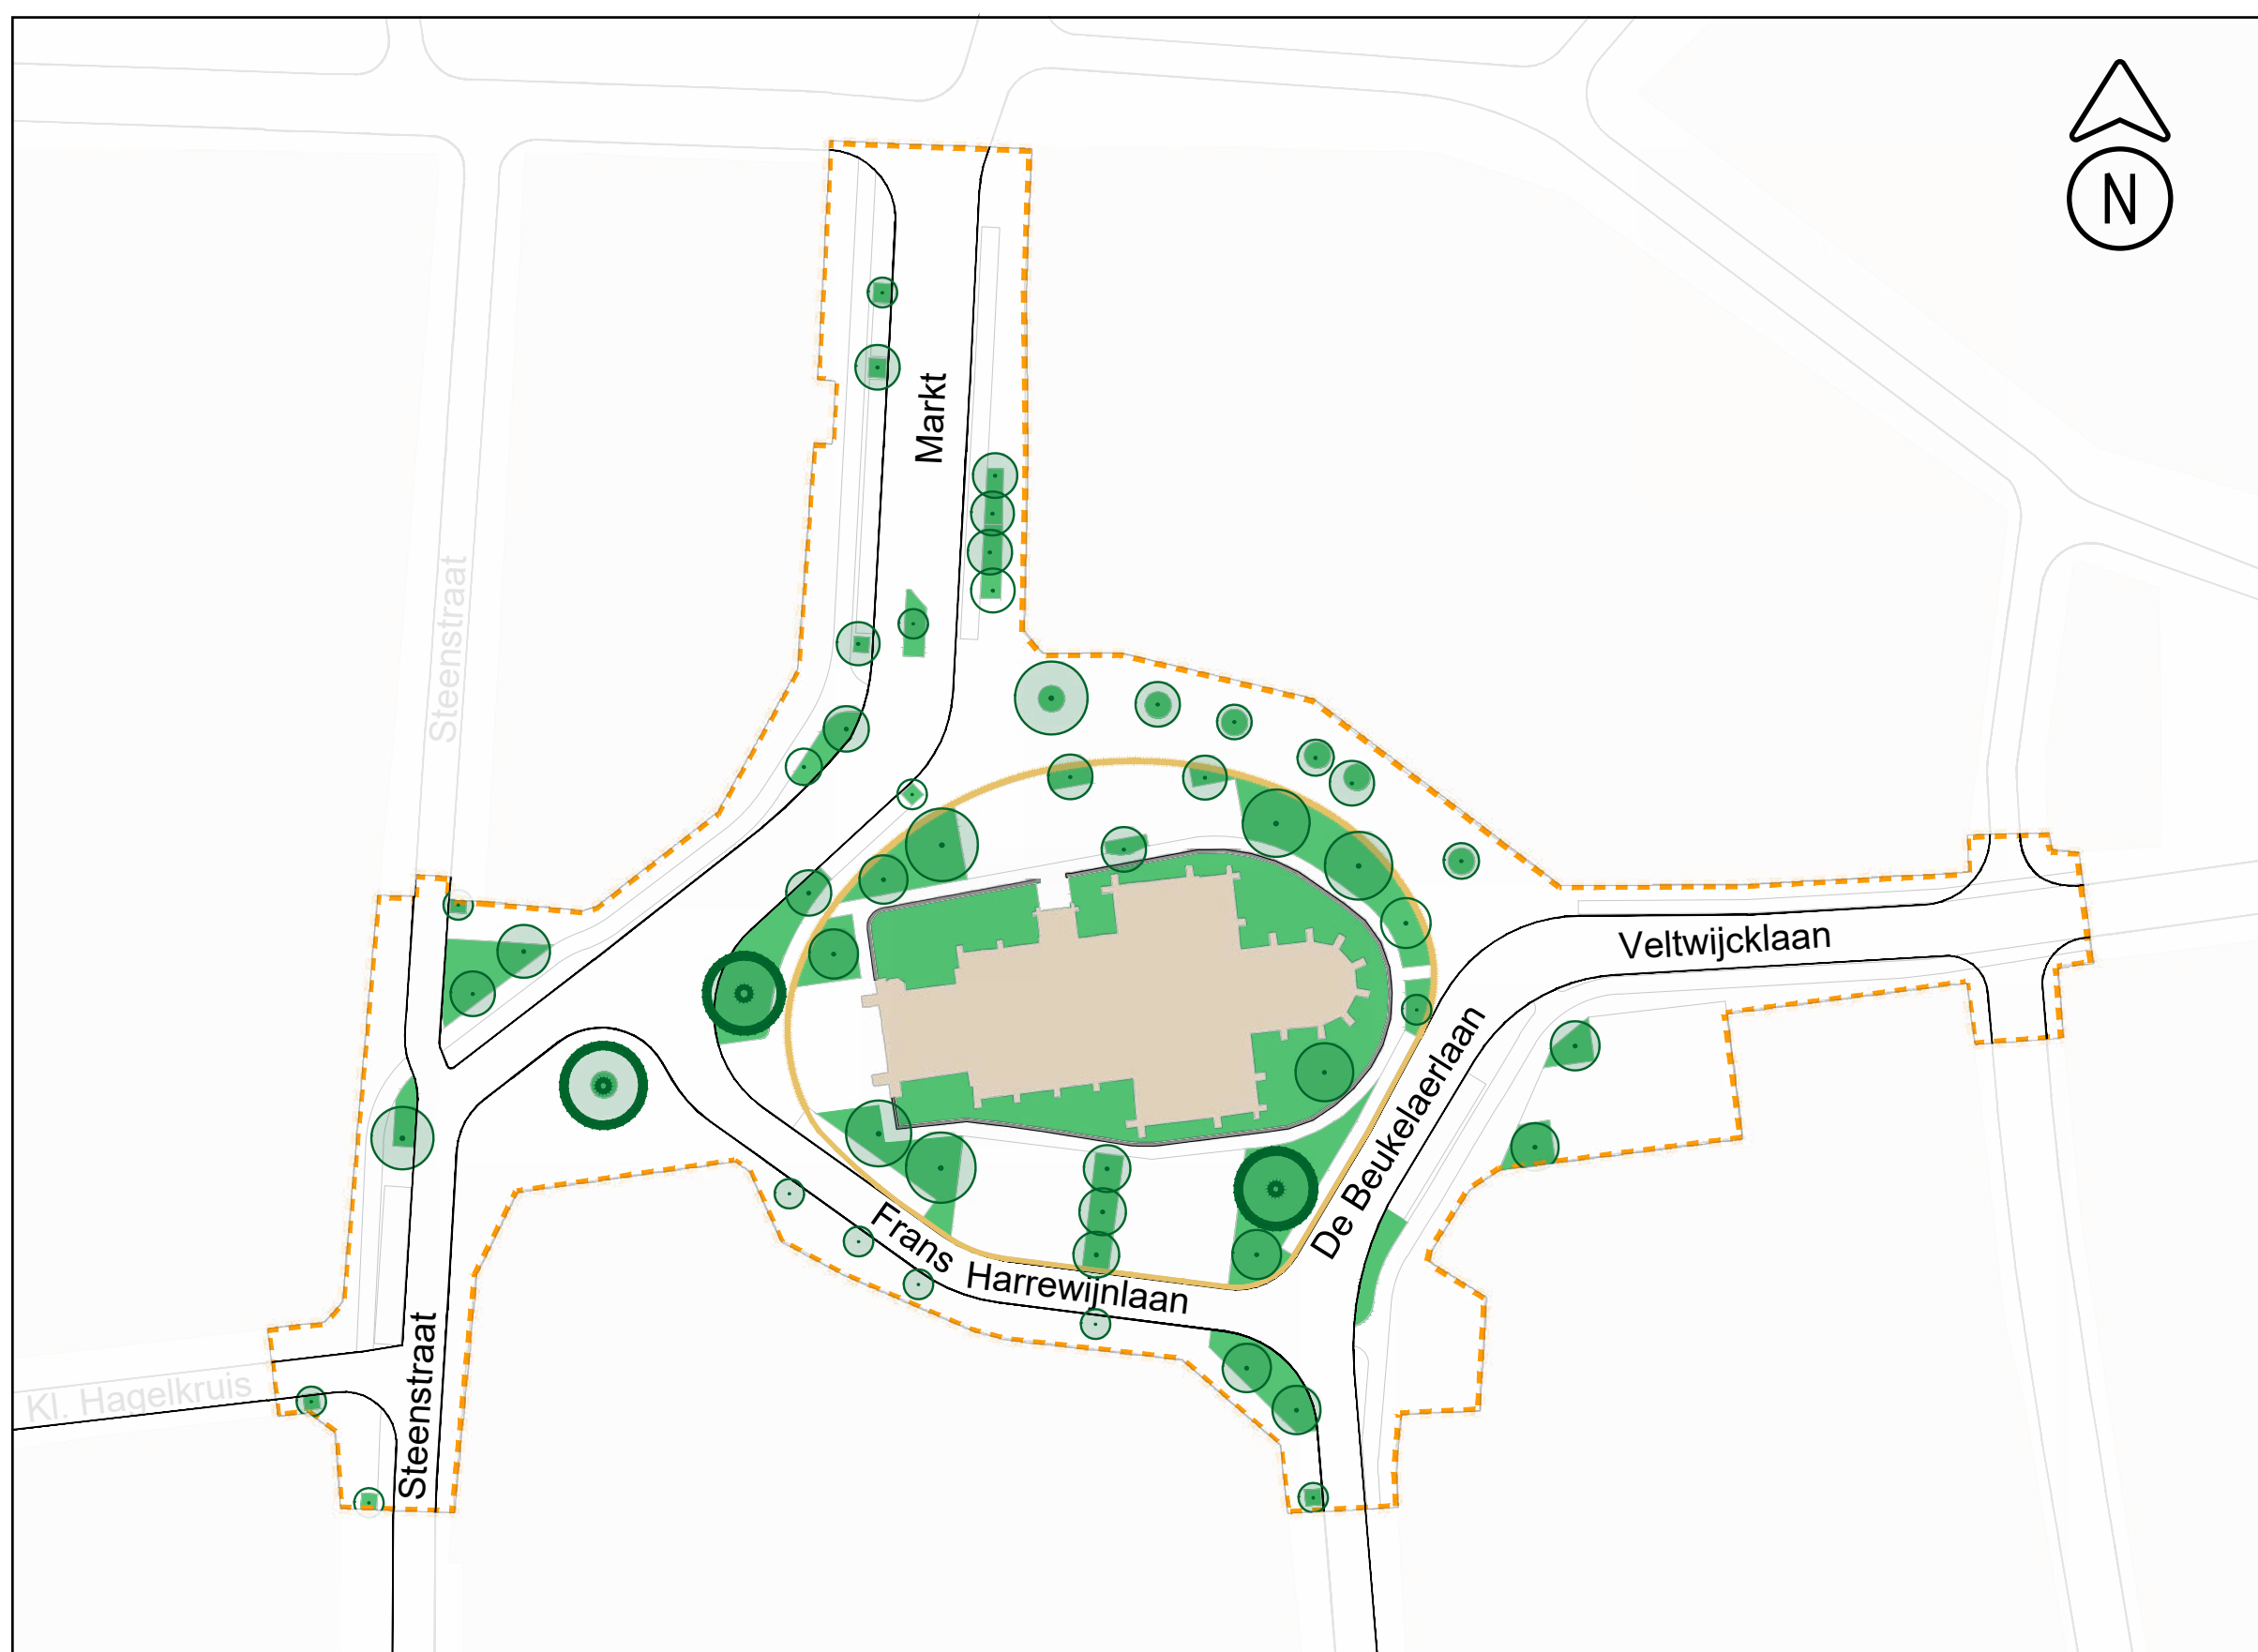 N
Markt
Steenstraat
Veltwijcklaan
De Beukelaerlaan
Frans Harrewijnlaan
Kl. Hagelkruis
Steenstraat